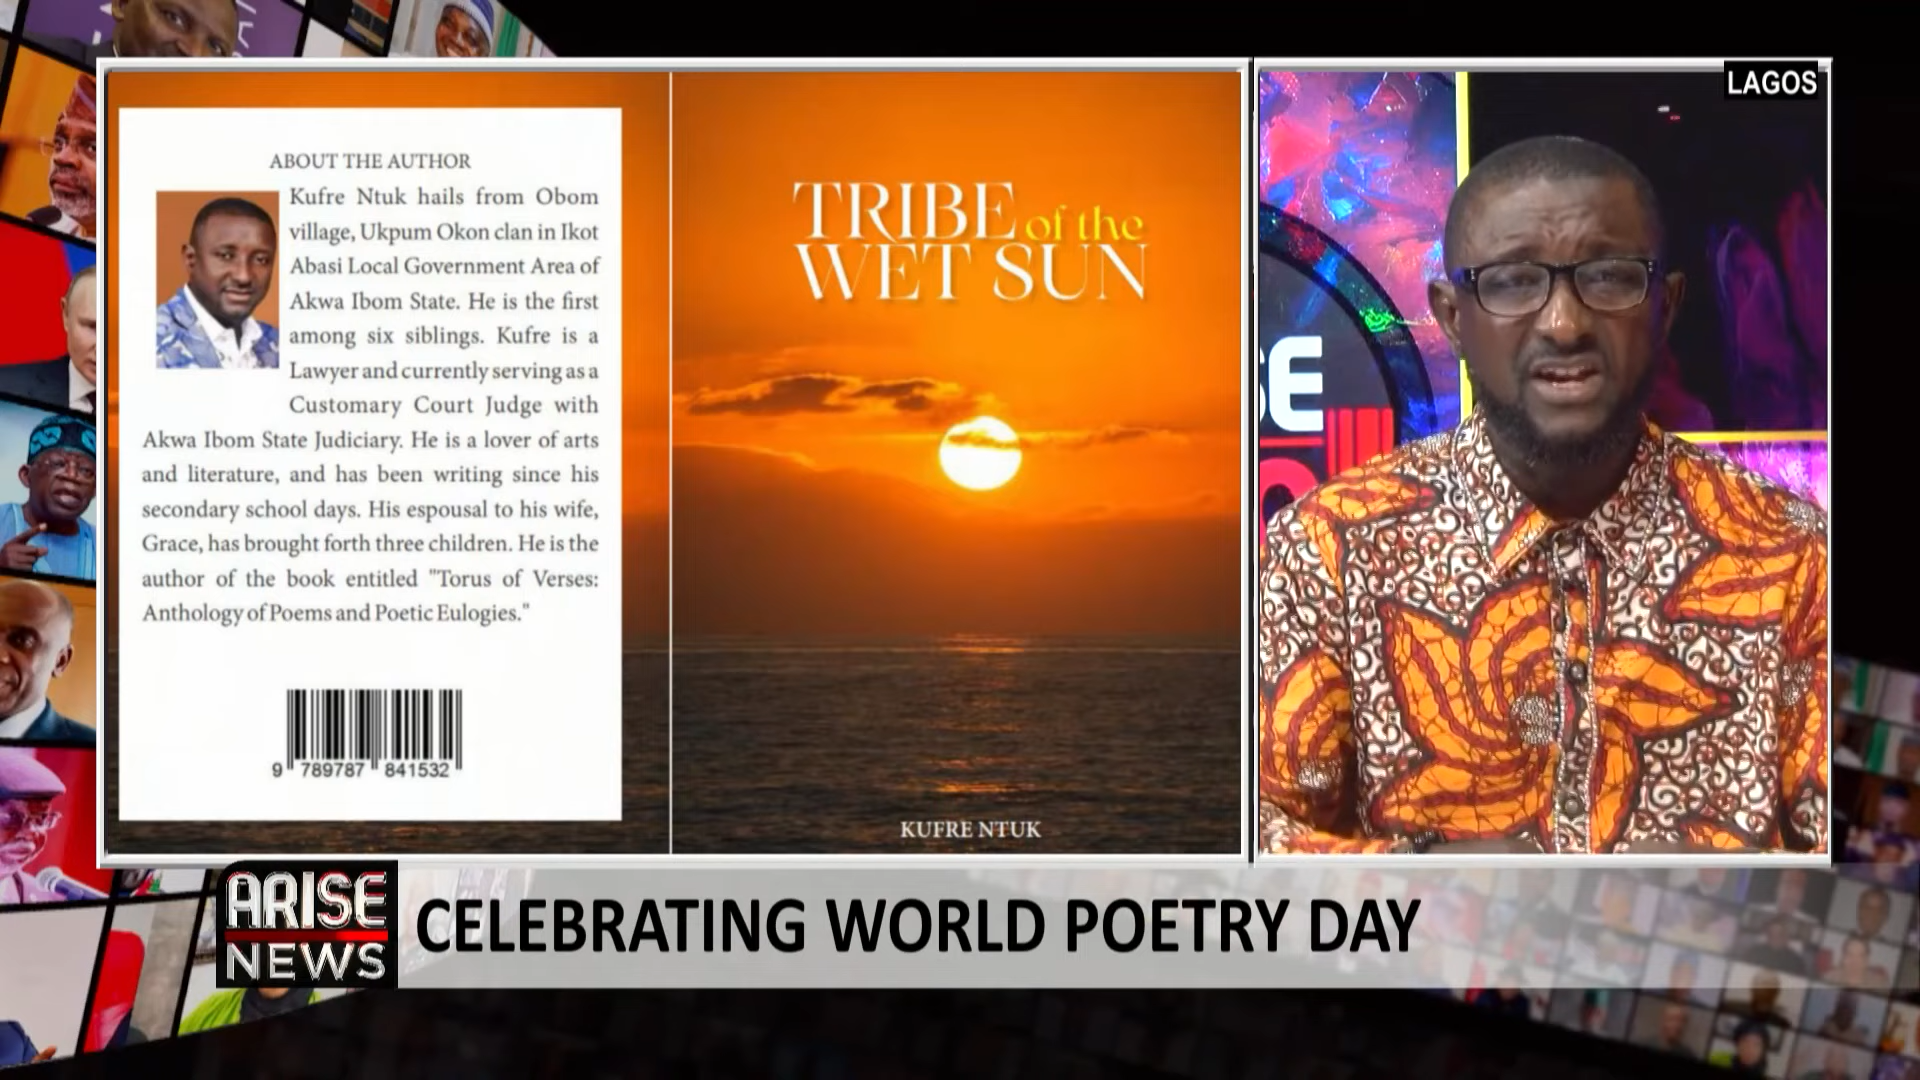 LAGOS
ABOUT THE AUTHOR
Kufre Ntuk hails from Obom
village, Ukpum Okon clan in Ikot
Abasi Local Government Area of
Akwa Ibom State. He is the first
among six siblings. Kufre is a
Lawyer and currently serving as a
Customary Court Judge with
Akwa Ibom State Judiciary. He is a lover of arts
and literature, and has been writing since his
secondary school days. His espousal to his wife,
Grace, has brought forth three children. He is the
author of the book entitled "Torus of Verses:
Anthology of Poems and Poetic Eulogies."
9 789787 841532
TRIBE of the
WET SUN
KUFRE NTUK
SE
ARISE
NEWS
CELEBRATING WORLD POETRY DAY